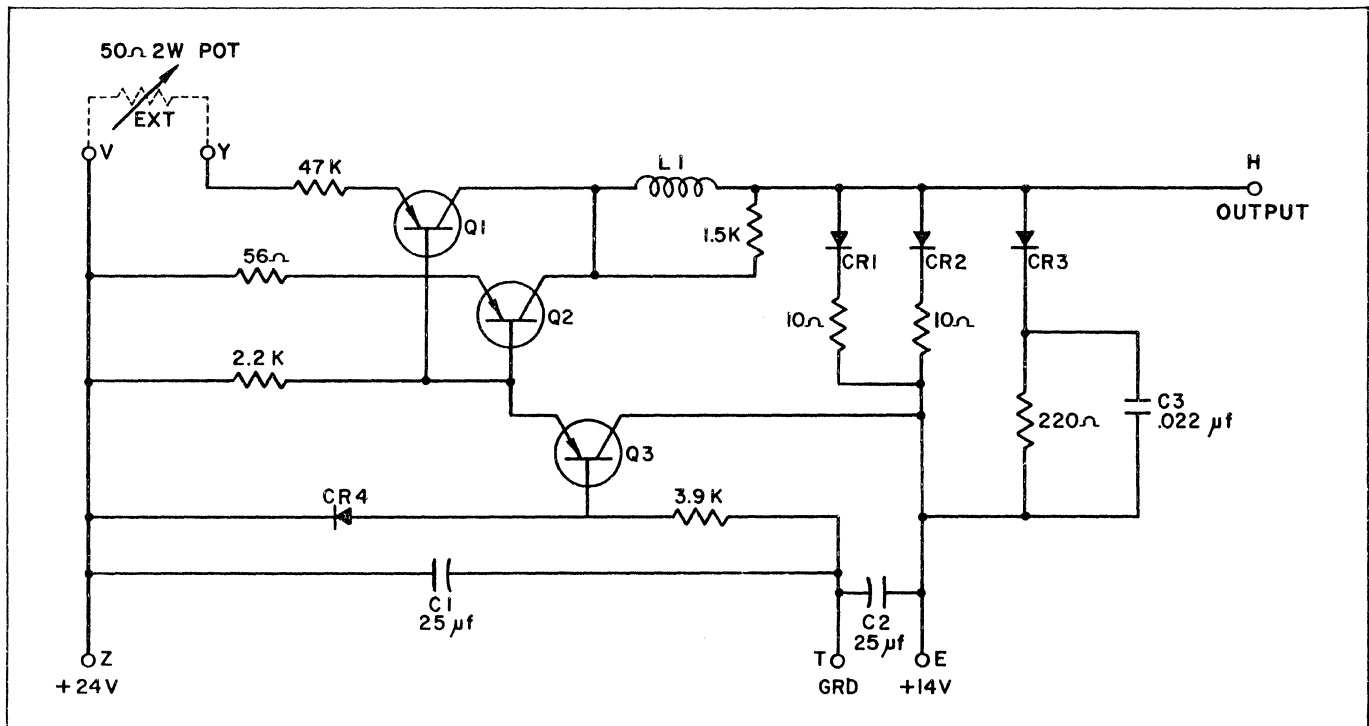 50Ω 2W POT
EXT
V
Y
47K
Q1
L1
H
OUTPUT
1.5K
56Ω
Q2
CR1
CR2
CR3
10Ω
10Ω
2.2K
C3
.022 µf
220Ω
Q3
CR4
3.9K
C1
25 µf
C2
25 µf
Z
+24V
T
GRD
E
+14V